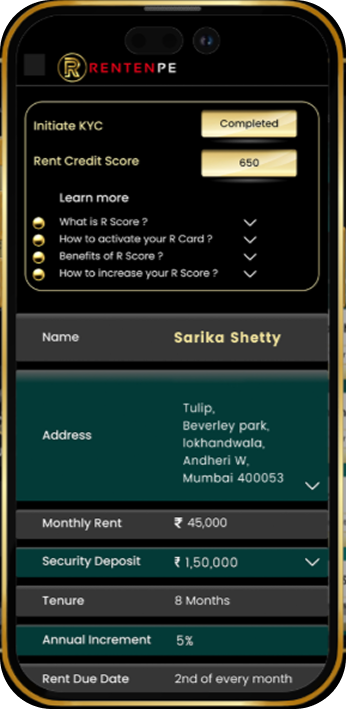 RENTENPE
Initiate KYC Completed
Rent Credit Score 650
Learn more
What is R Score ?
How to activate your R Card ?
Benefits of R Score ?
How to increase your R Score ?
Name Sarika Shetty
Address
Tulip,
Beverley park,
lokhandwala,
Andheri W,
Mumbai 400053
Monthly Rent ₹ 45,000
Security Deposit ₹ 1,50,000
Tenure 8 Months
Annual Increment 5%
Rent Due Date 2nd of every month